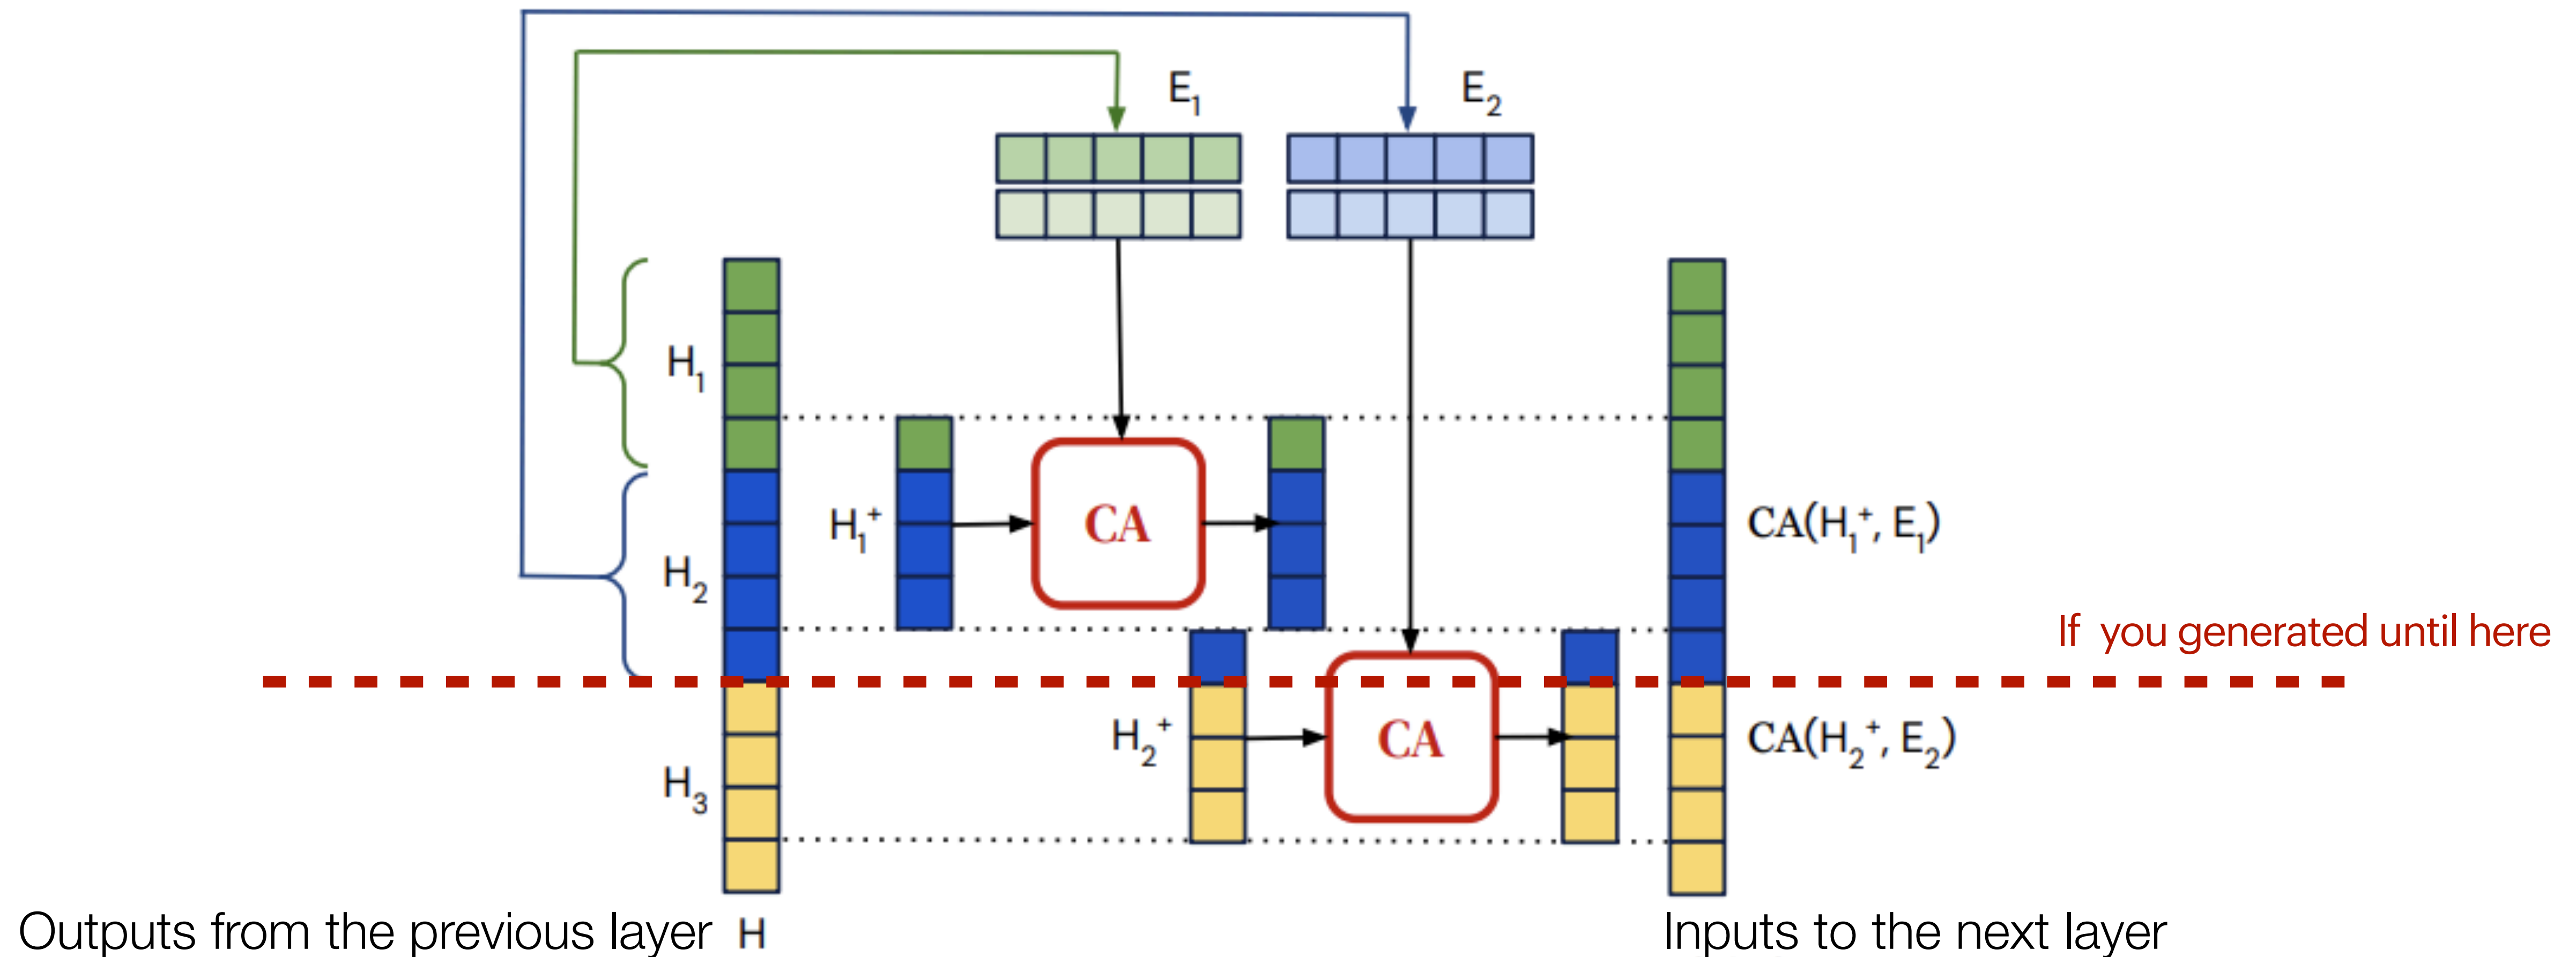 E₁
E₂
H₁
H₁⁺
CA
CA(H₁⁺, E₁)
H₂
If you generated until here
H₂⁺
CA
CA(H₂⁺, E₂)
H₃
Outputs from the previous layer
H
Inputs to the next layer